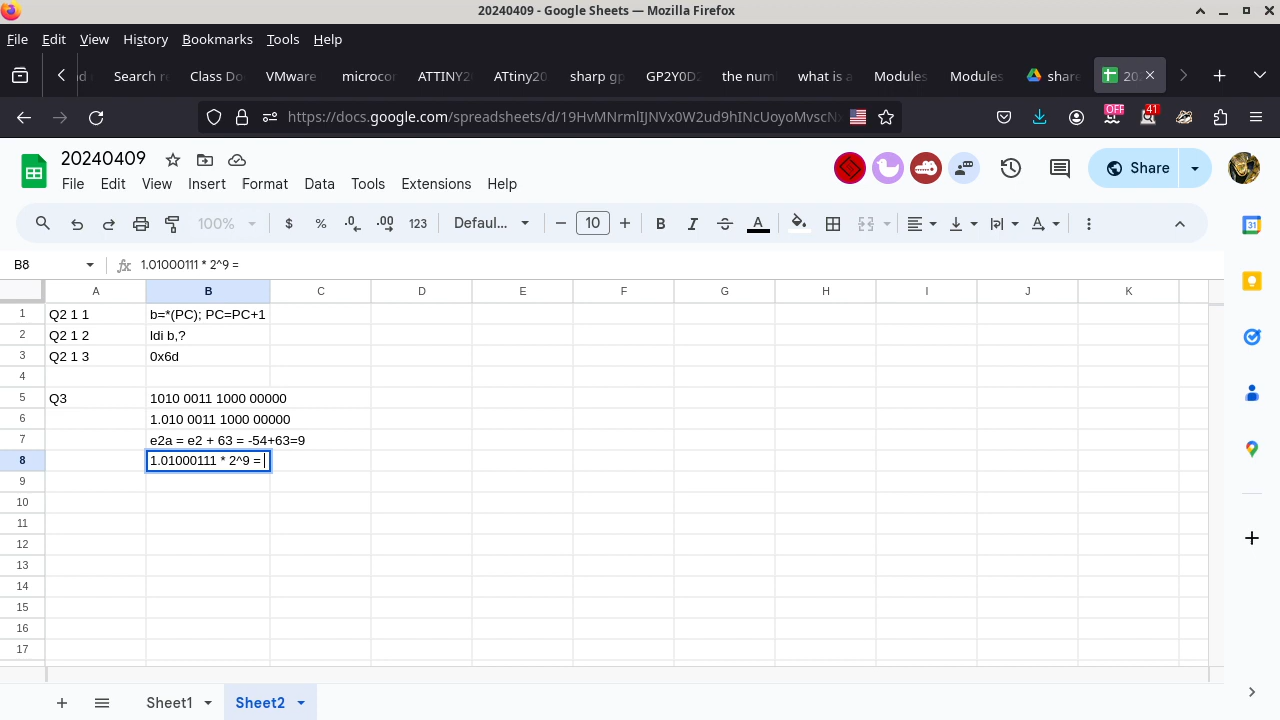 20240409 - Google Sheets — Mozilla Firefox
File Edit View History Bookmarks Tools Help
Search r Class Do VMware microcor ATTINY2 ATtiny20 sharp gp GP2Y0D the num what is a Modules Modules share 20
https://docs.google.com/spreadsheets/d/19HvMNrmlIJNVx0W2ud9hINcUoyoMvscN OFF 41
20240409
File Edit View Insert Format Data Tools Extensions Help
Share
100% $ % .0 .00 123 Defaul... − 10 + B I S A
31
B8 fx 1.01000111 * 2^9 =
A B C D E F G H I J K
1 Q2 1 1 b=*(PC); PC=PC+1
2 Q2 1 2 ldi b,?
3 Q2 1 3 0x6d
4
5 Q3 1010 0011 1000 00000
6 1.010 0011 1000 00000
7 e2a = e2 + 63 = -54+63=9
8 1.01000111 * 2^9 =
9
10
11
12
13
14
15
16
17
Sheet1 Sheet2